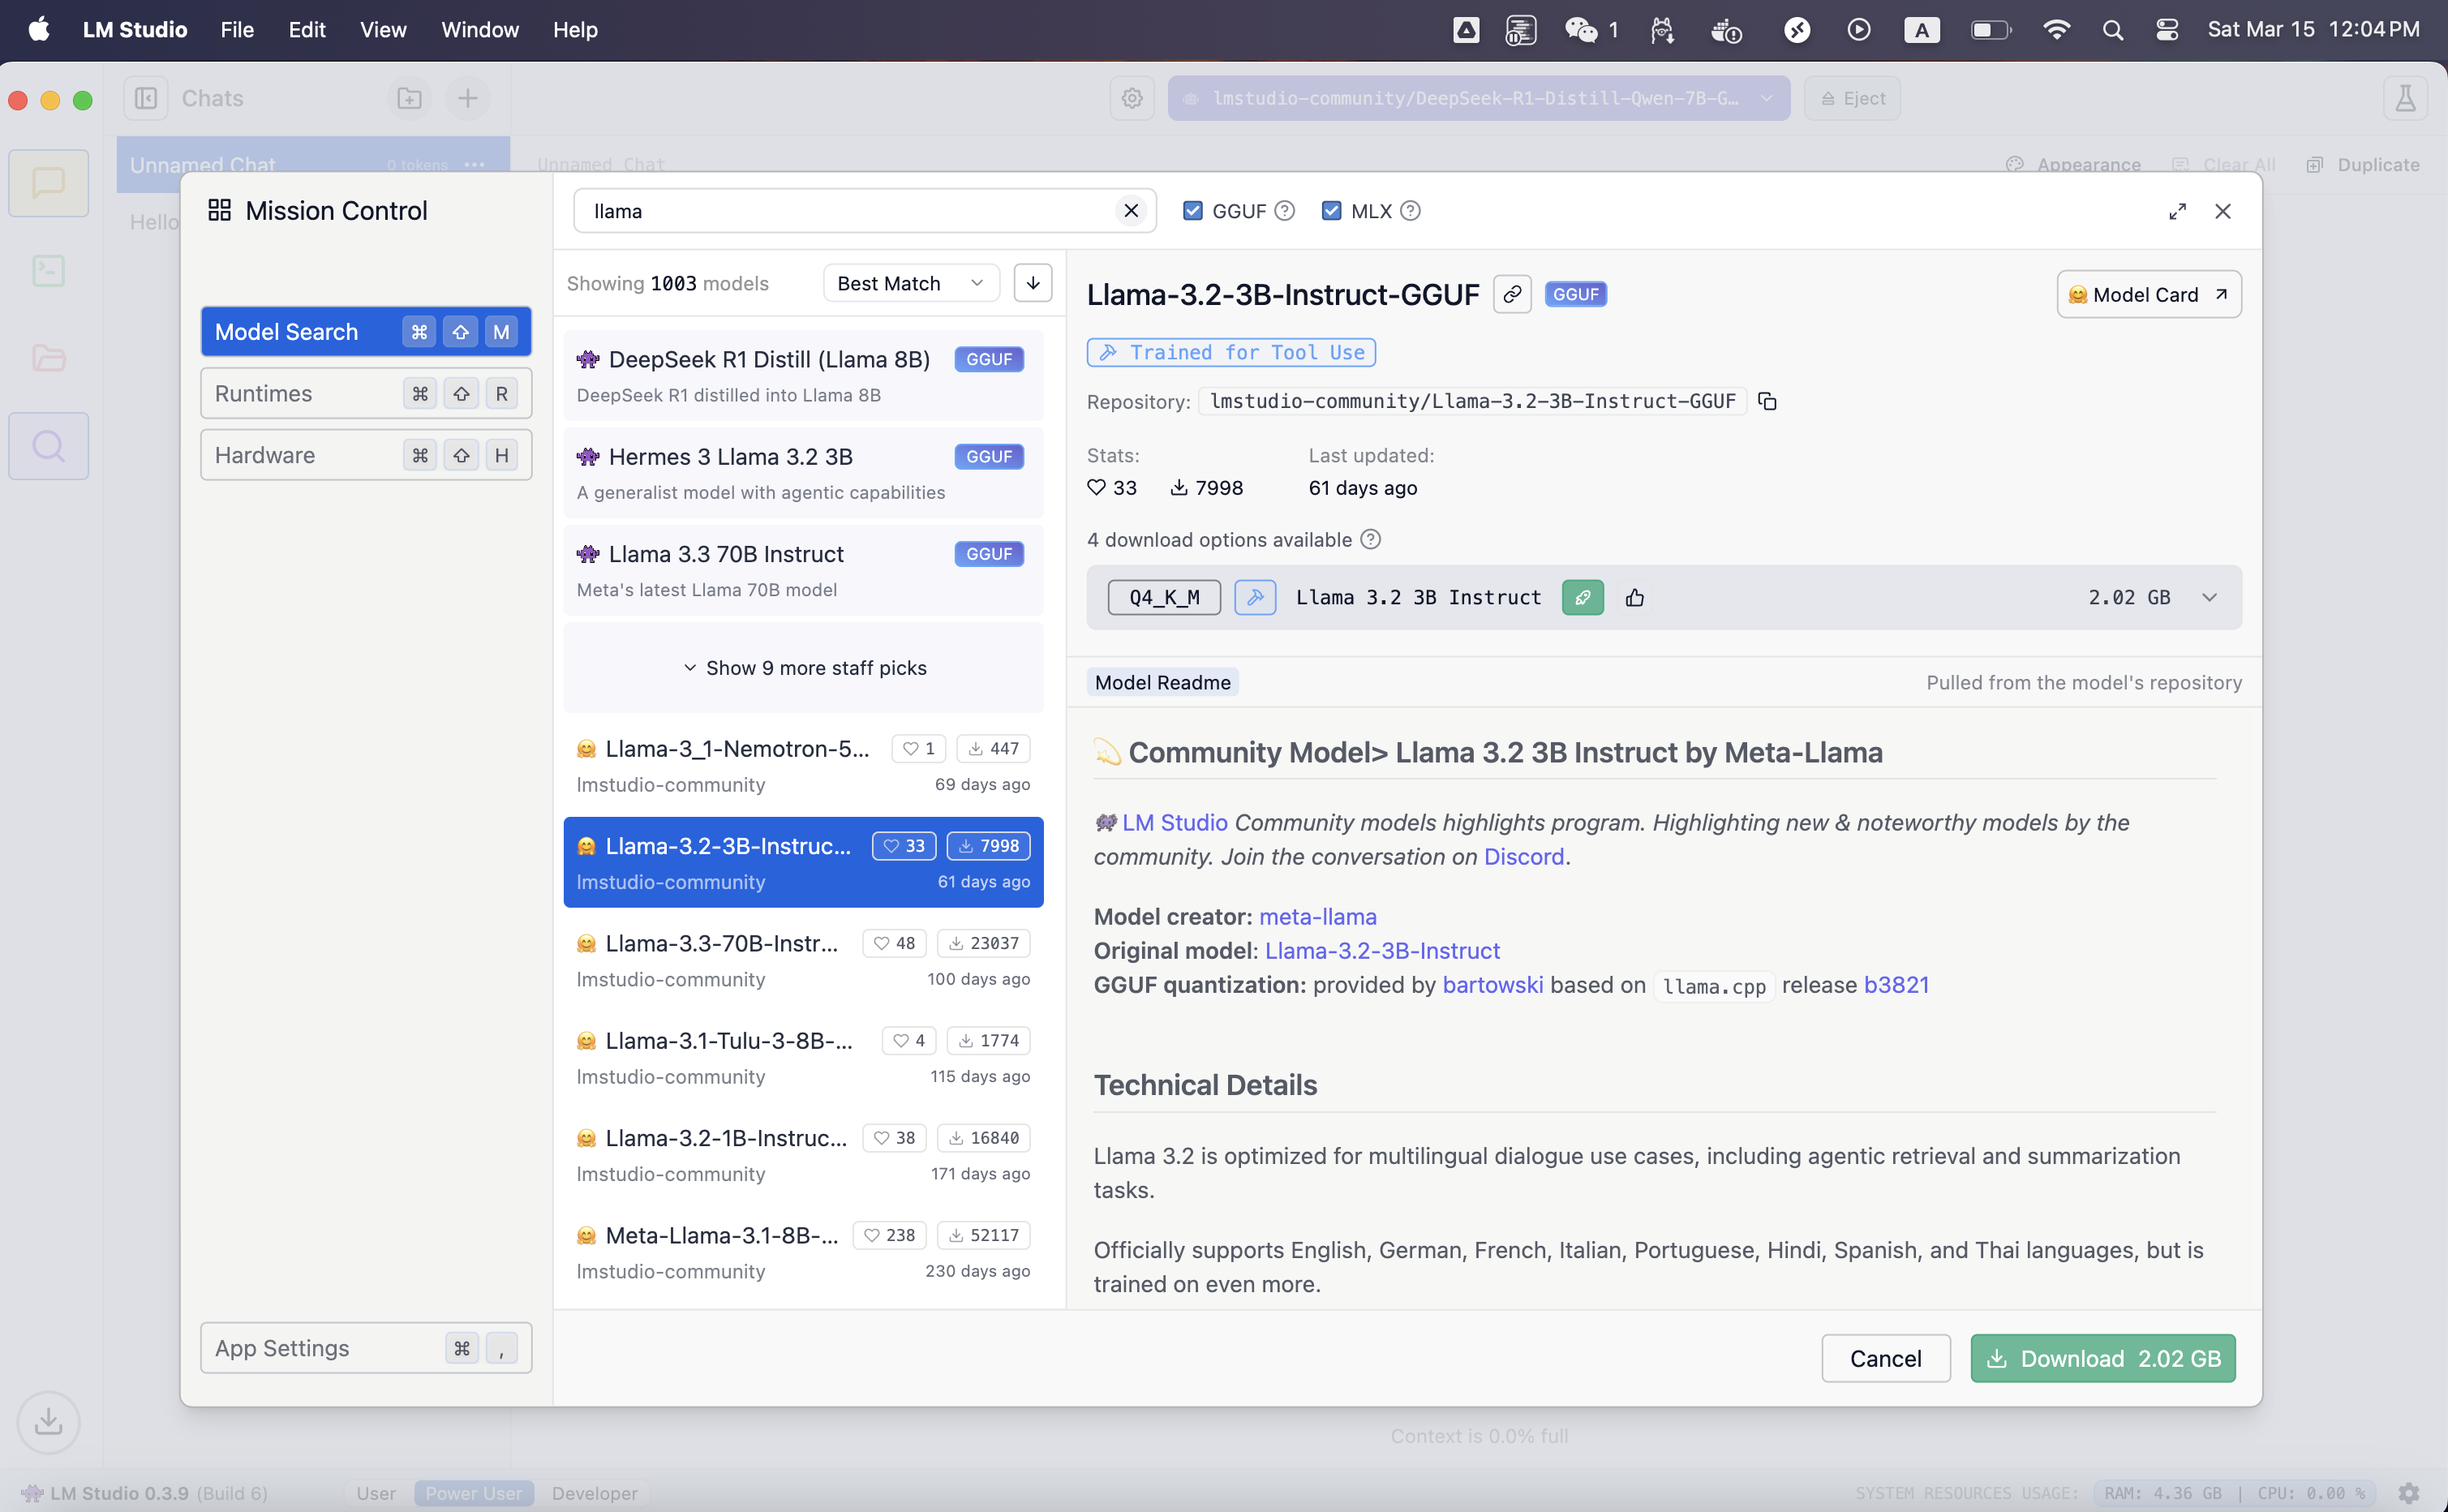 LM Studio File Edit View Window Help 1 A Sat Mar 15 12:04 PM
Chats lmstudio-community/DeepSeek-R1-Distill-Qwen-7B-G… Eject
Unnamed Chat 0 tokens Unnamed Chat Appearance Clear All Duplicate
Hello
Mission Control
Model Search ⌘ M
Runtimes ⌘ R
Hardware ⌘ H
App Settings ⌘ ,
llama GGUF MLX
Showing 1003 models Best Match
DeepSeek R1 Distill (Llama 8B) GGUF
DeepSeek R1 distilled into Llama 8B
Hermes 3 Llama 3.2 3B GGUF
A generalist model with agentic capabilities
Llama 3.3 70B Instruct GGUF
Meta's latest Llama 70B model
Show 9 more staff picks
Llama-3_1-Nemotron-5... 1 447
lmstudio-community 69 days ago
Llama-3.2-3B-Instruc... 33 7998
lmstudio-community 61 days ago
Llama-3.3-70B-Instr... 48 23037
lmstudio-community 100 days ago
Llama-3.1-Tulu-3-8B-... 4 1774
lmstudio-community 115 days ago
Llama-3.2-1B-Instruc... 38 16840
lmstudio-community 171 days ago
Meta-Llama-3.1-8B-... 238 52117
lmstudio-community 230 days ago
Llama-3.2-3B-Instruct-GGUF GGUF Model Card
Trained for Tool Use
Repository: lmstudio-community/Llama-3.2-3B-Instruct-GGUF
Stats: Last updated:
33 7998 61 days ago
4 download options available
Q4_K_M Llama 3.2 3B Instruct 2.02 GB
Model Readme Pulled from the model's repository
Community Model> Llama 3.2 3B Instruct by Meta-Llama
LM Studio Community models highlights program. Highlighting new & noteworthy models by the
community. Join the conversation on Discord.
Model creator: meta-llama
Original model: Llama-3.2-3B-Instruct
GGUF quantization: provided by bartowski based on llama.cpp release b3821
Technical Details
Llama 3.2 is optimized for multilingual dialogue use cases, including agentic retrieval and summarization
tasks.
Officially supports English, German, French, Italian, Portuguese, Hindi, Spanish, and Thai languages, but is
trained on even more.
Cancel Download 2.02 GB
Context is 0.0% full
LM Studio 0.3.9 (Build 6) User Power User Developer SYSTEM RESOURCES USAGE: RAM: 4.36 GB | CPU: 0.00 %